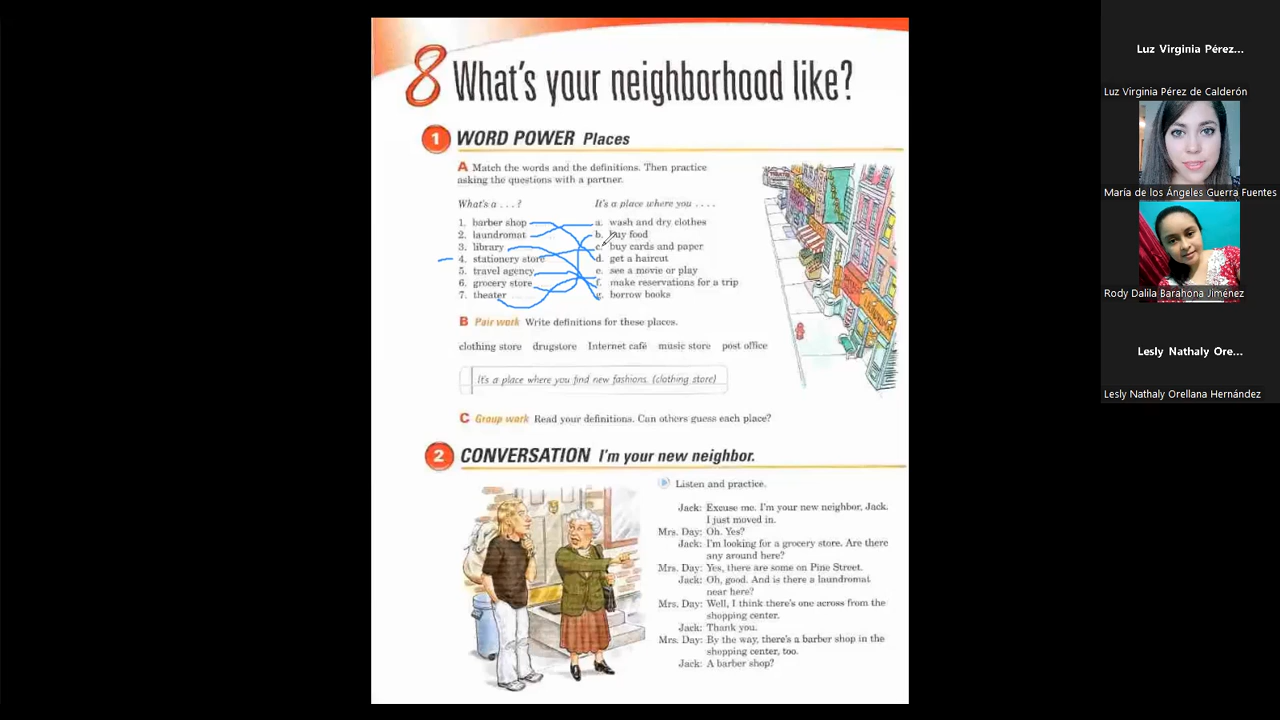 8 What's your neighborhood like?
1 WORD POWER Places
A Match the words and the definitions. Then practice
asking the questions with a partner.
What's a . . . ?
1. barber shop
2. laundromat
3. library
4. stationery store
5. travel agency
6. grocery store
7. theater
It's a place where you . . . .
a. wash and dry clothes
b. buy food
c. buy cards and paper
d. get a haircut
e. see a movie or play
f. make reservations for a trip
g. borrow books
B Pair work Write definitions for these places.
clothing store drugstore Internet café music store post office
It's a place where you find new fashions. (clothing store)
C Group work Read your definitions. Can others guess each place?
2 CONVERSATION I'm your new neighbor.
Listen and practice.
Jack: Excuse me. I'm your new neighbor, Jack.
I just moved in.
Mrs. Day: Oh. Yes?
Jack: I'm looking for a grocery store. Are there
any around here?
Mrs. Day: Yes, there are some on Pine Street.
Jack: Oh, good. And is there a laundromat
near here?
Mrs. Day: Well, I think there's one across from the
shopping center.
Jack: Thank you.
Mrs. Day: By the way, there's a barber shop in the
shopping center, too.
Jack: A barber shop?
Luz Virginia Pérez...
Luz Virginia Pérez de Calderón
María de los Ángeles Guerra Fuentes
Rody Dalila Barahona Jiménez
Lesly Nathaly Ore...
Lesly Nathaly Orellana Hernández